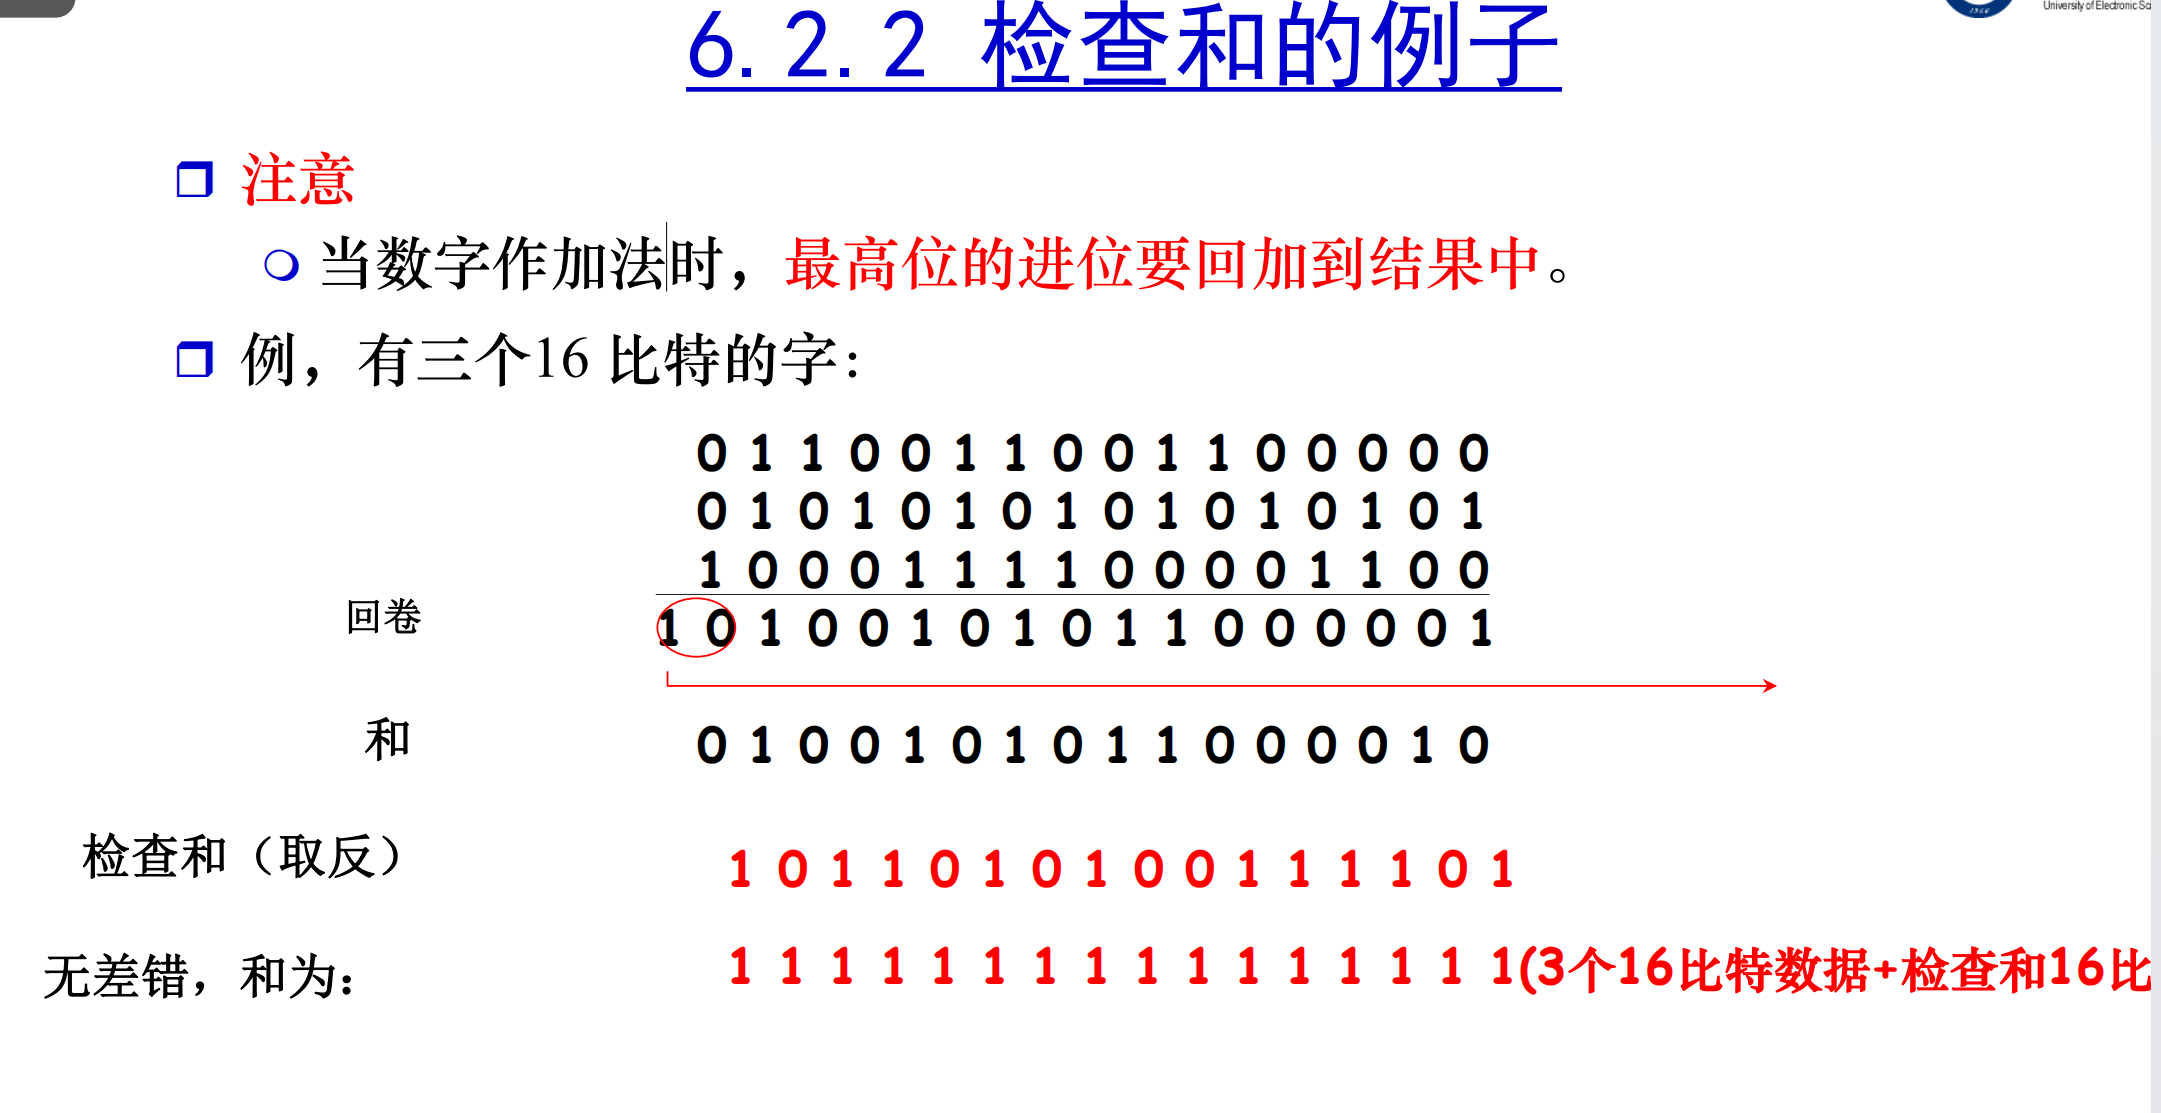 University of Electronic Sc
1956
6.2.2 检查和的例子
注意
当数字作加法时，最高位的进位要回加到结果中。
例，有三个16 比特的字：
0 1 1 0 0 1 1 0 0 1 1 0 0 0 0 0
0 1 0 1 0 1 0 1 0 1 0 1 0 1 0 1
1 0 0 0 1 1 1 1 0 0 0 0 1 1 0 0
回卷 1 0 1 0 0 1 0 1 0 1 1 0 0 0 0 0 1
和 0 1 0 0 1 0 1 0 1 1 0 0 0 0 1 0
检查和（取反） 1 0 1 1 0 1 0 1 0 0 1 1 1 1 0 1
无差错，和为： 1 1 1 1 1 1 1 1 1 1 1 1 1 1 1 1(3个16比特数据+检查和16比